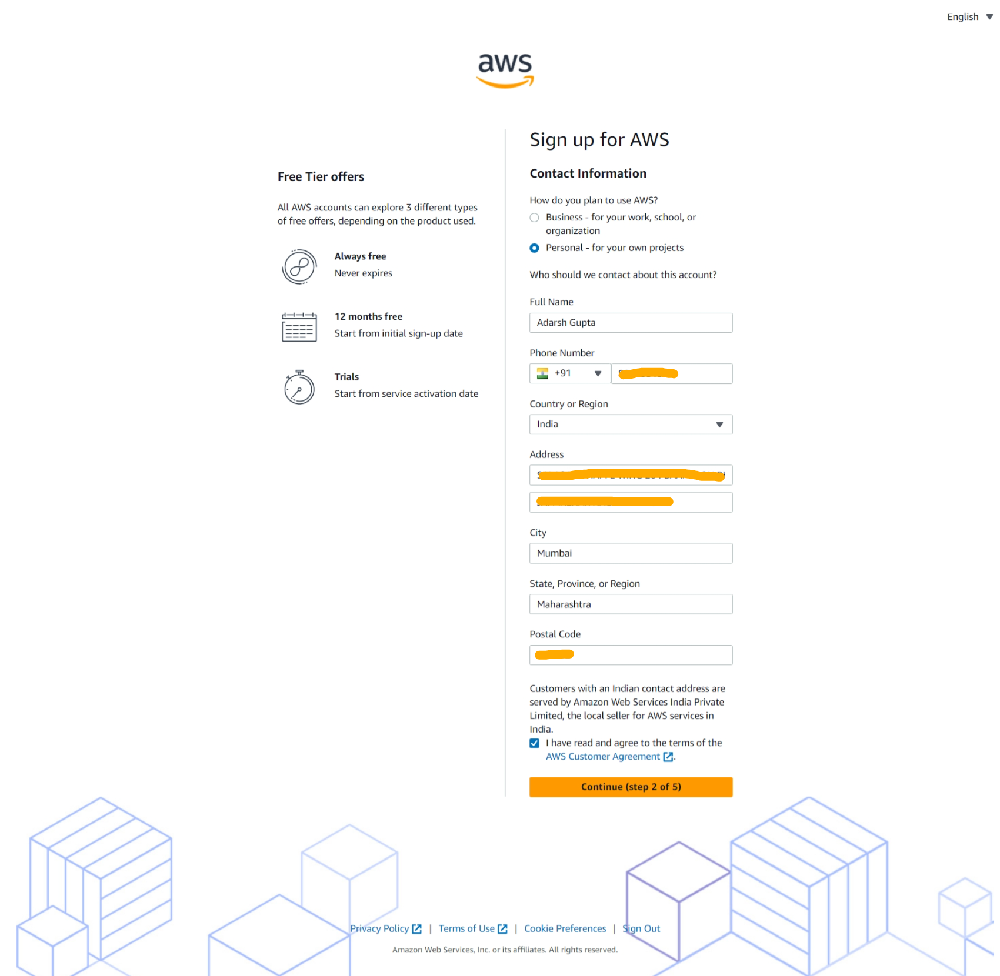 English
aws
Free Tier offers
All AWS accounts can explore 3 different types
of free offers, depending on the product used.
Always free
Never expires
12 months free
Start from initial sign-up date
Trials
Start from service activation date
Sign up for AWS
Contact Information
How do you plan to use AWS?
Business - for your work, school, or
organization
Personal - for your own projects
Who should we contact about this account?
Full Name
Adarsh Gupta
Phone Number
+91
Country or Region
India
Address
City
Mumbai
State, Province, or Region
Maharashtra
Postal Code
Customers with an Indian contact address are
served by Amazon Web Services India Private
Limited, the local seller for AWS services in
India.
I have read and agree to the terms of the
AWS Customer Agreement.
Continue (step 2 of 5)
Privacy Policy | Terms of Use | Cookie Preferences | Sign Out
Amazon Web Services, Inc. or its affiliates. All rights reserved.